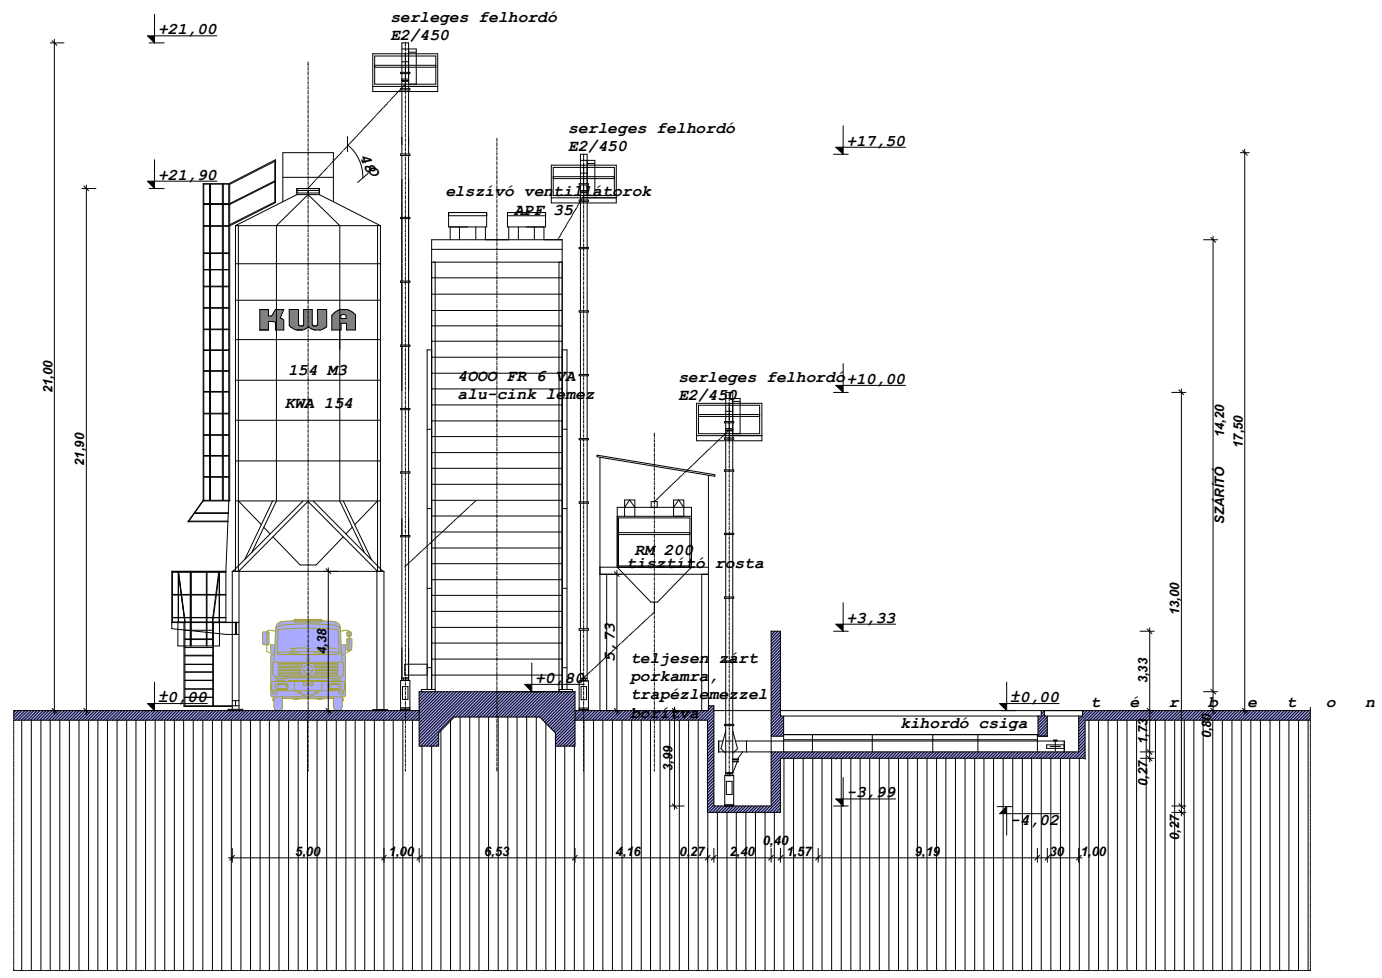 serleges felhordó
E2/450
+21,00
serleges felhordó
E2/450
+17,50
48°
+21,90
elszívó ventillátorok
APF 35
KWA
154 M3
KWA 154
4000 FR 6 VA
alu-cink lemez
serleges felhordó
E2/450
+10,00
21,00
21,90
14,20
17,50
SZÁRÍTÓ
RM 200
tisztító rosta
13,00
+3,33
4,38
5,73
3,33
teljesen zárt
porkamra,
trapézlemezzel
borítva
+0,80
±0,00
±0,00
térbeton
kihordó csiga
1,73
0,80
3,99
0,27
-3,99
-4,02
0,27
5,00
1,00
6,53
4,16
0,27
2,40
0,40
1,57
9,19
30
1,00